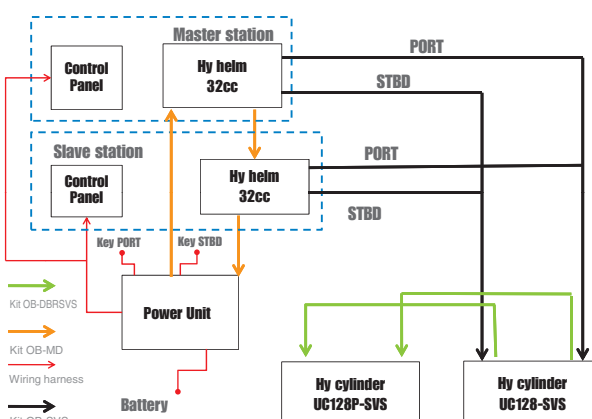 Master station
Control
Panel
Hy helm
32cc
PORT
STBD
Slave station
Control
Panel
Hy helm
32cc
PORT
STBD
Key PORT
Key STBD
Power Unit
Kit OB-DBRSVS
Kit OB-MD
Wiring harness
Battery
Hy cylinder
UC128P-SVS
Hy cylinder
UC128-SVS